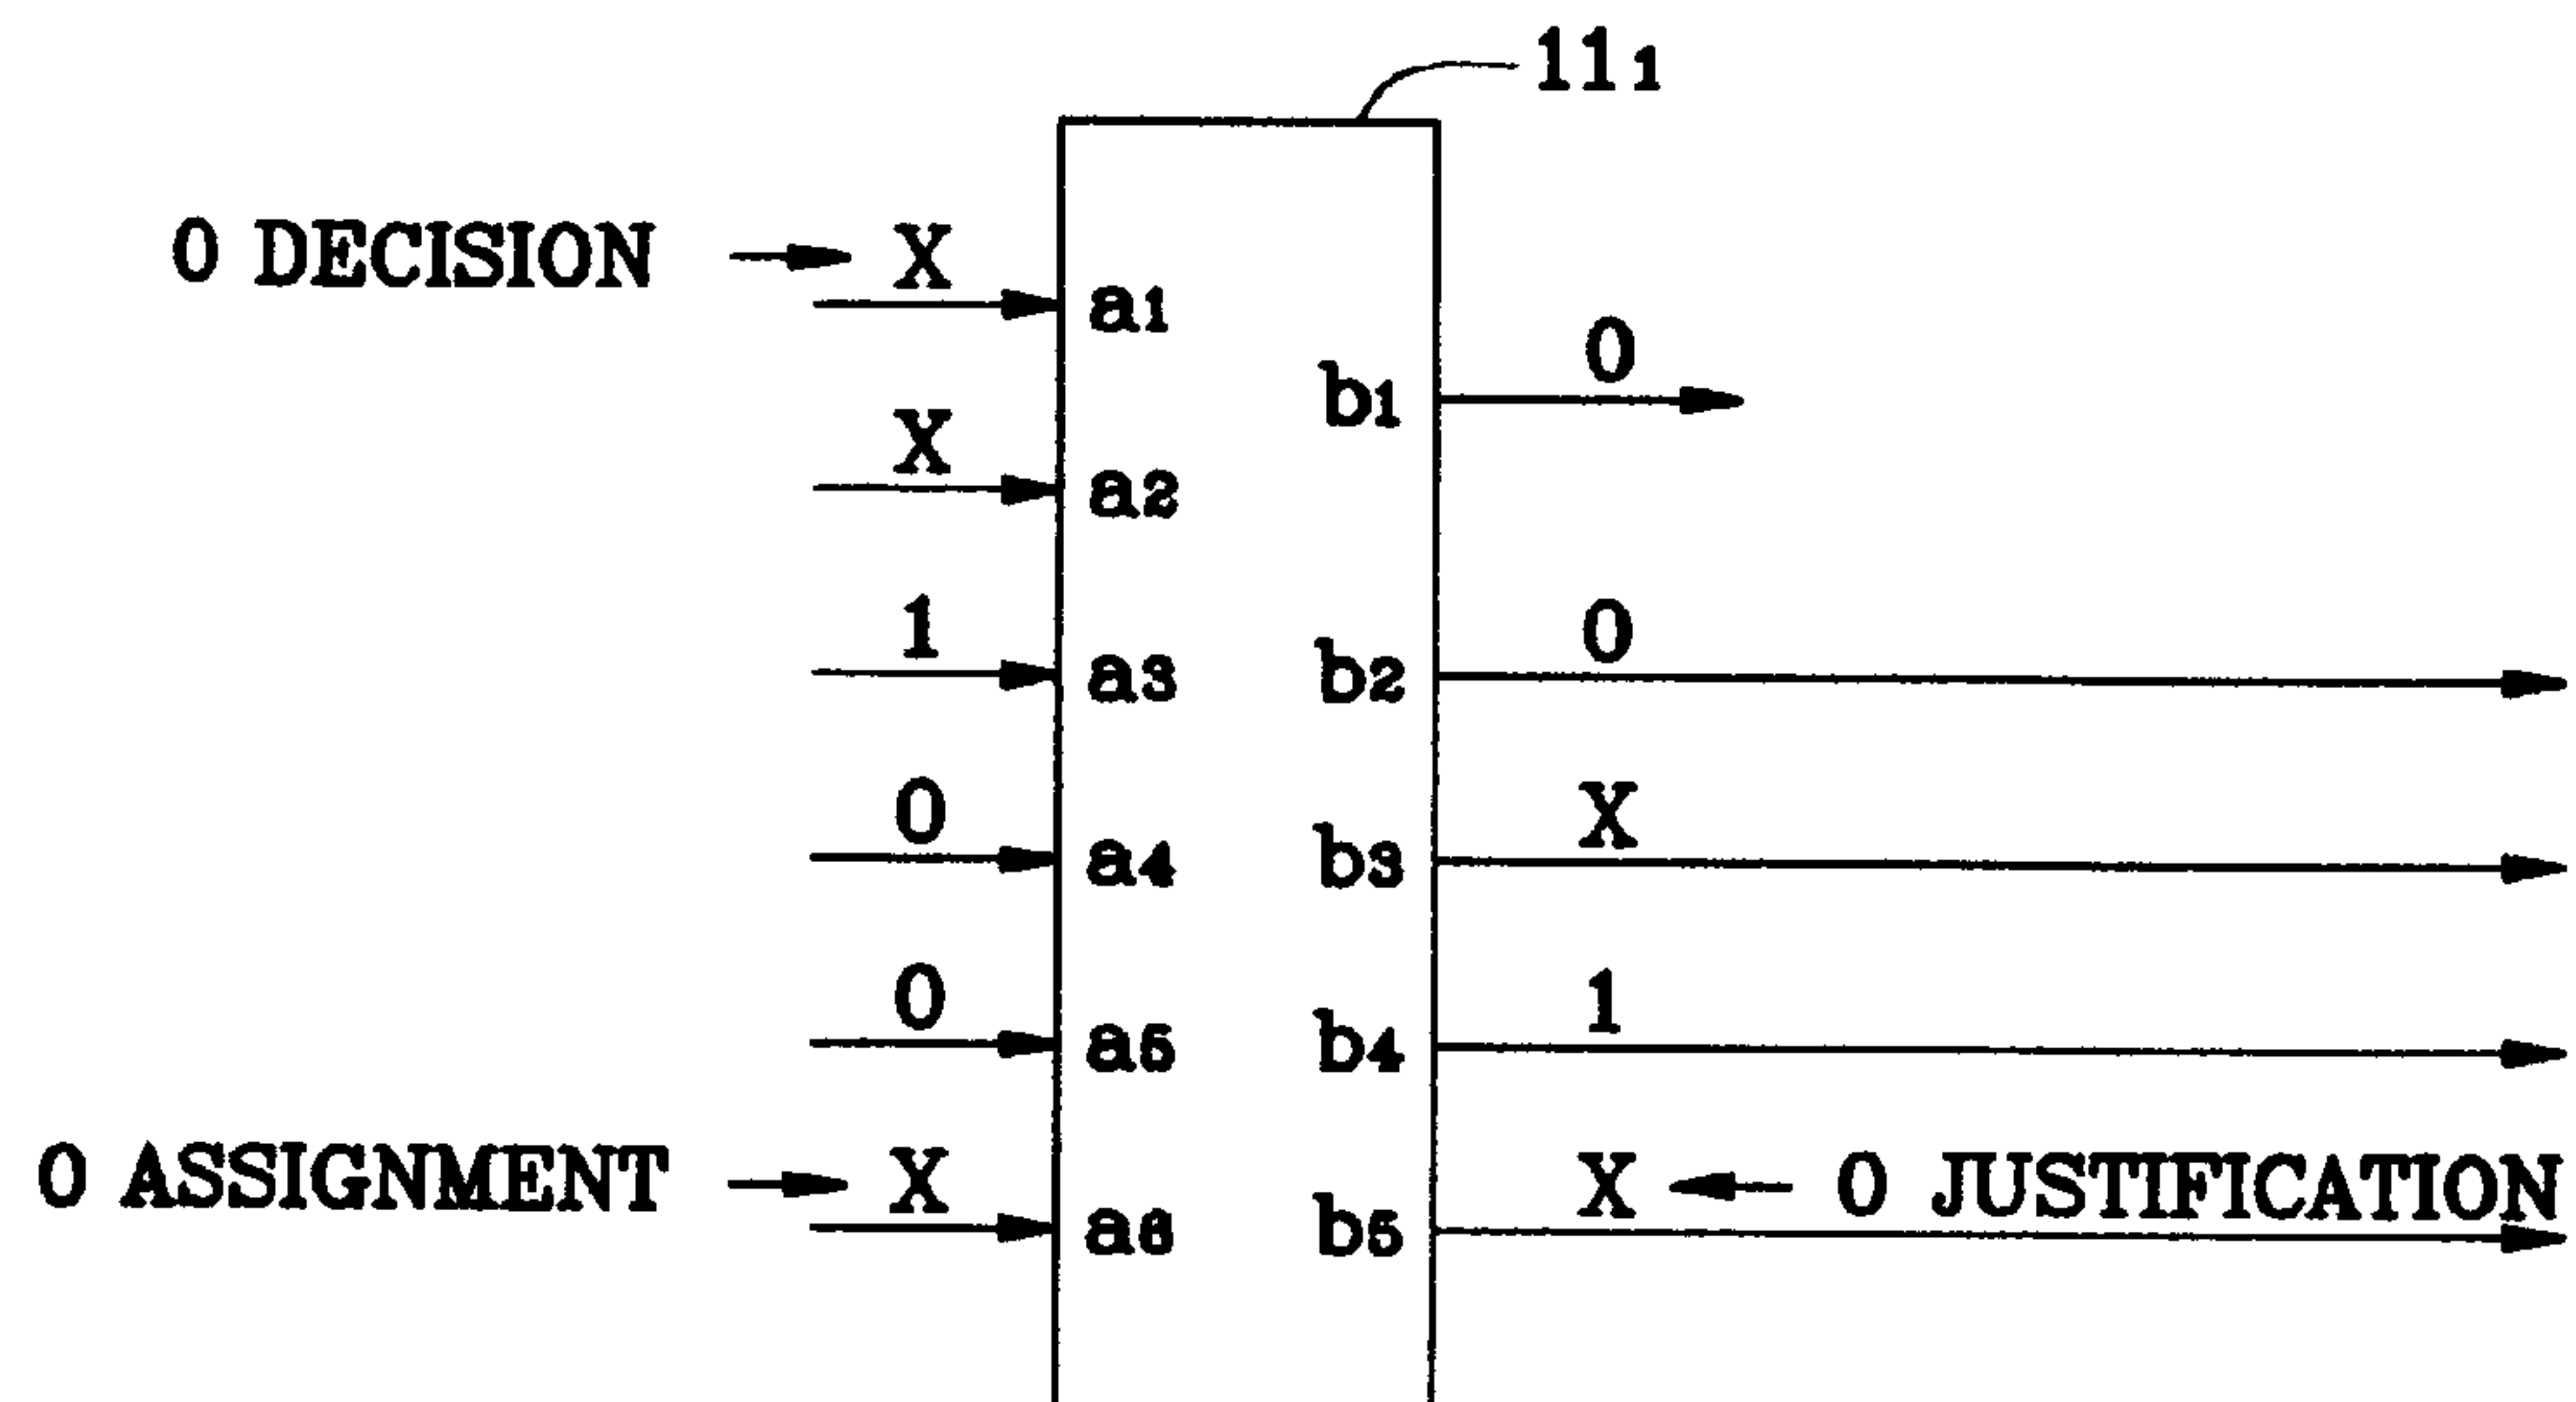 11₁
0 DECISION → X
a1
b1 0
X
a2
1
a3
b2 0
0
a4
b3 X
0
a5
b4 1
0 ASSIGNMENT → X
a6
b5 X ← 0 JUSTIFICATION